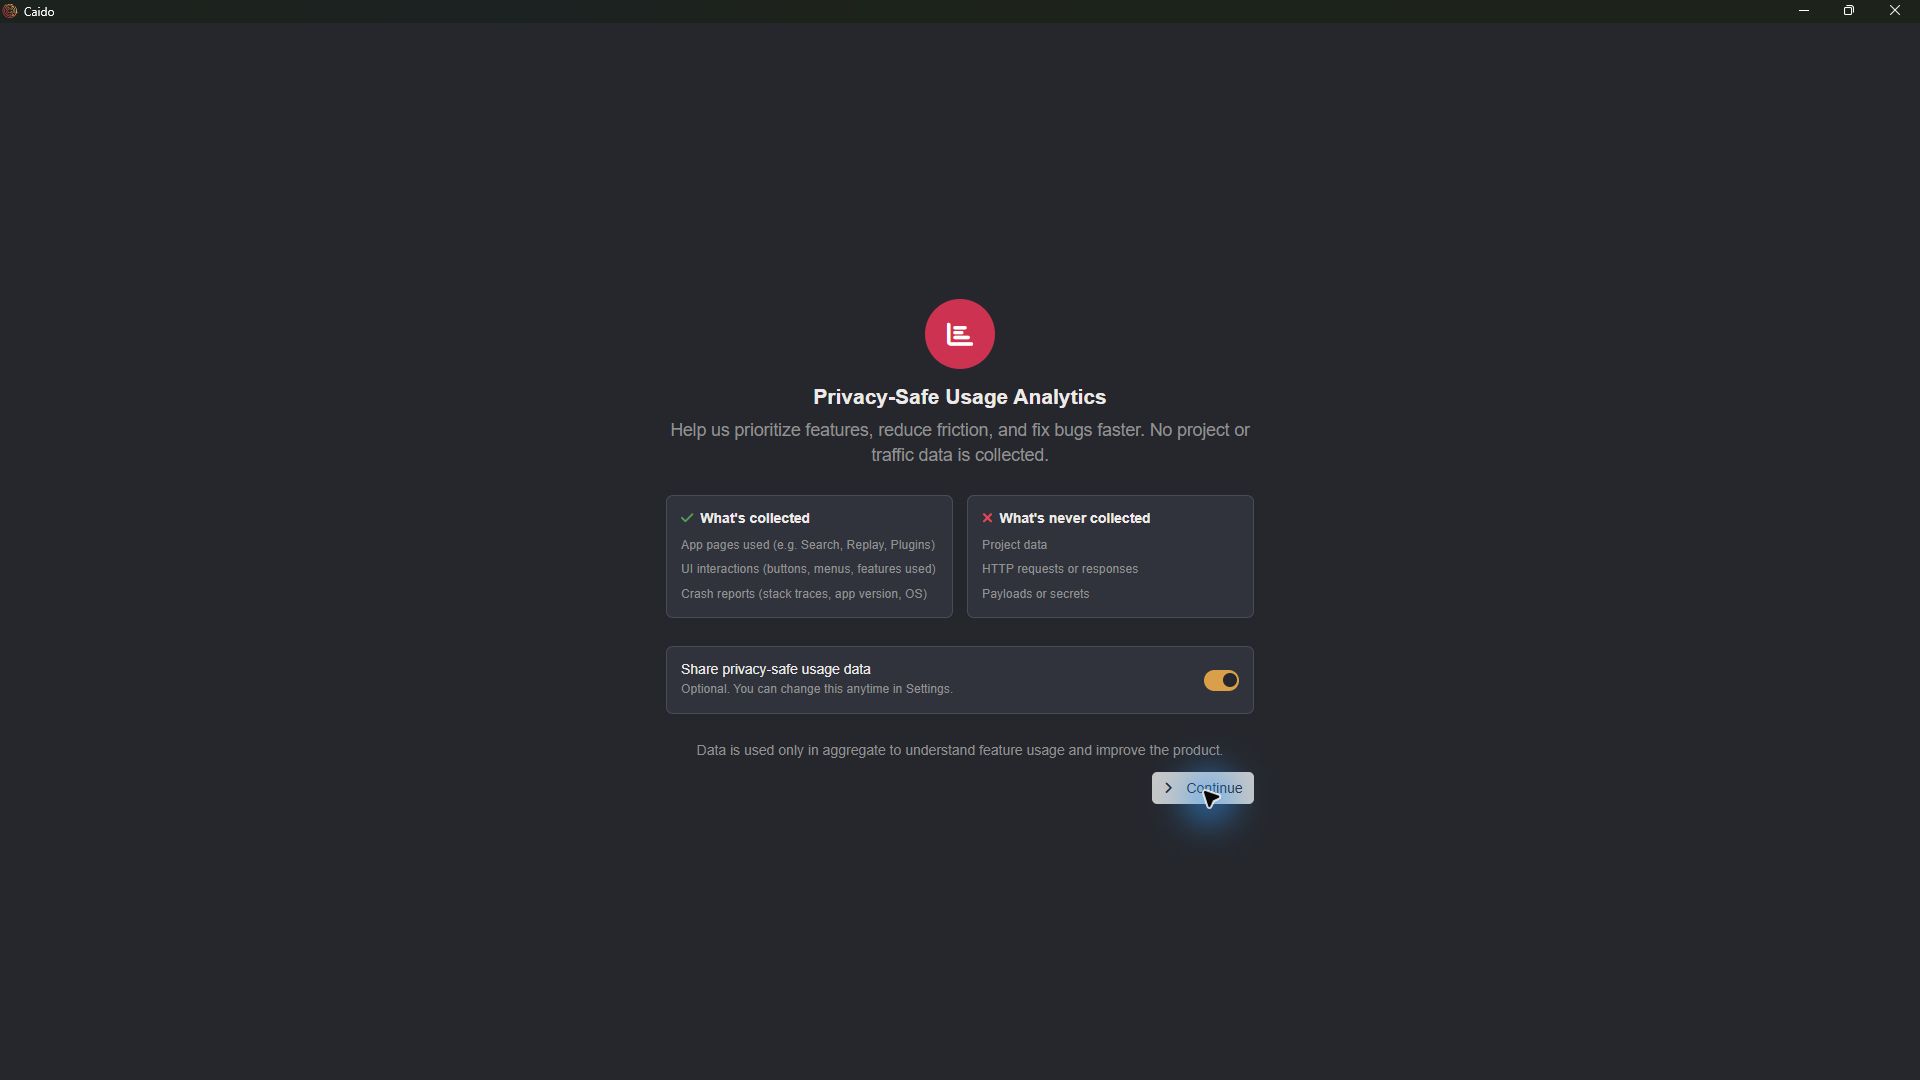 Caido
Privacy-Safe Usage Analytics
Help us prioritize features, reduce friction, and fix bugs faster. No project or
traffic data is collected.
What's collected
App pages used (e.g. Search, Replay, Plugins)
UI interactions (buttons, menus, features used)
Crash reports (stack traces, app version, OS)
What's never collected
Project data
HTTP requests or responses
Payloads or secrets
Share privacy-safe usage data
Optional. You can change this anytime in Settings.
Data is used only in aggregate to understand feature usage and improve the product.
Continue